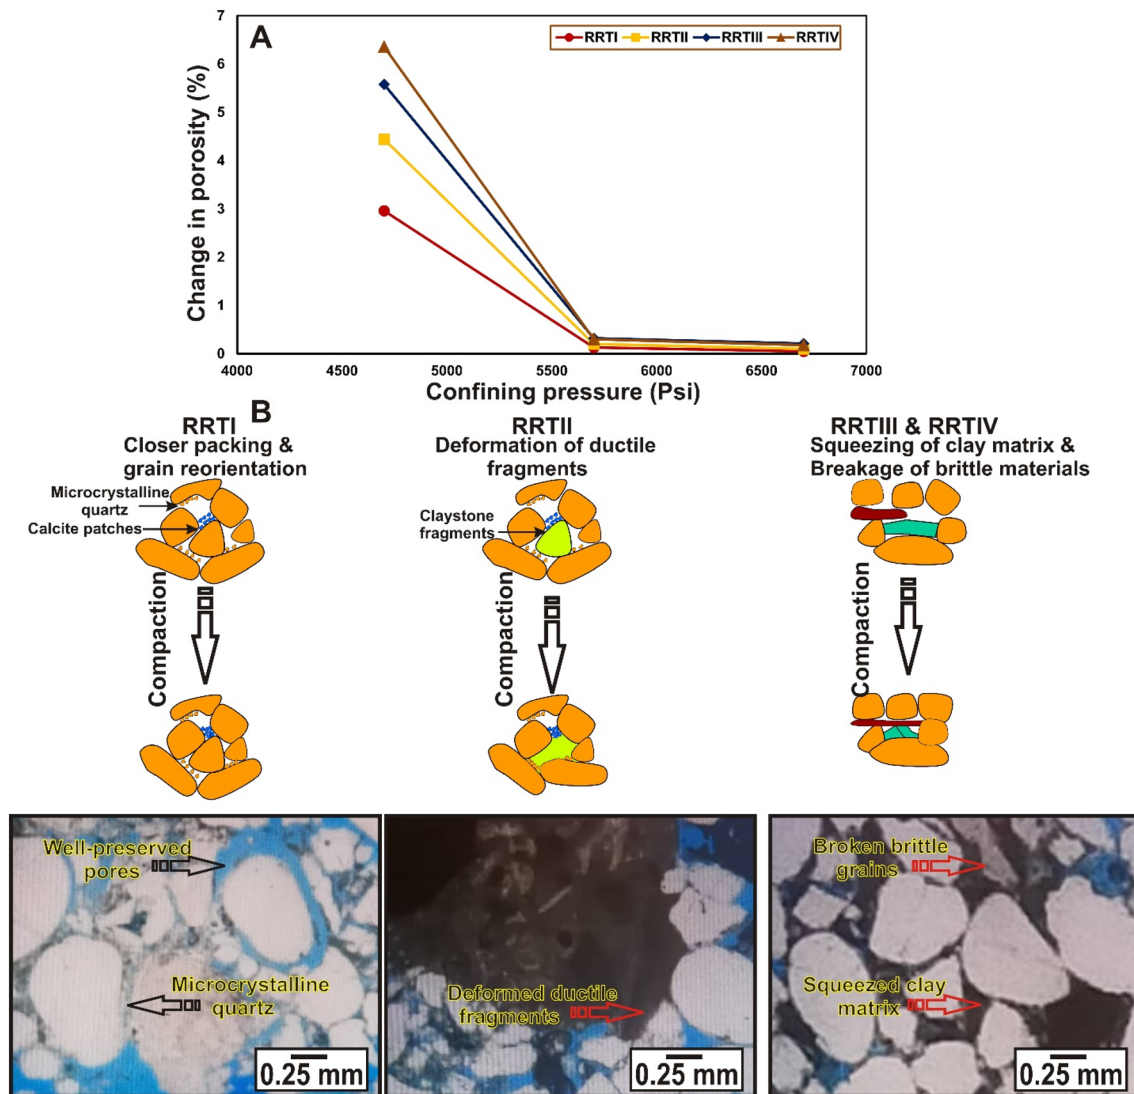 A
RRTI RRTII RRTIII RRTIV
Change in porosity (%)
7
6
5
4
3
2
1
0
4000 4500 5000 5500 6000 6500 7000
Confining pressure (Psi)
B
RRTI
Closer packing &
grain reorientation
Microcrystalline
quartz
Calcite patches
Compaction
RRTII
Deformation of ductile
fragments
Claystone
fragments
Compaction
RRTIII & RRTIV
Squeezing of clay matrix &
Breakage of brittle materials
Compaction
Well-preserved
pores
Microcrystalline
quartz
0.25 mm
Deformed ductile
fragments
0.25 mm
Broken brittle
grains
Squeezed clay
matrix
0.25 mm